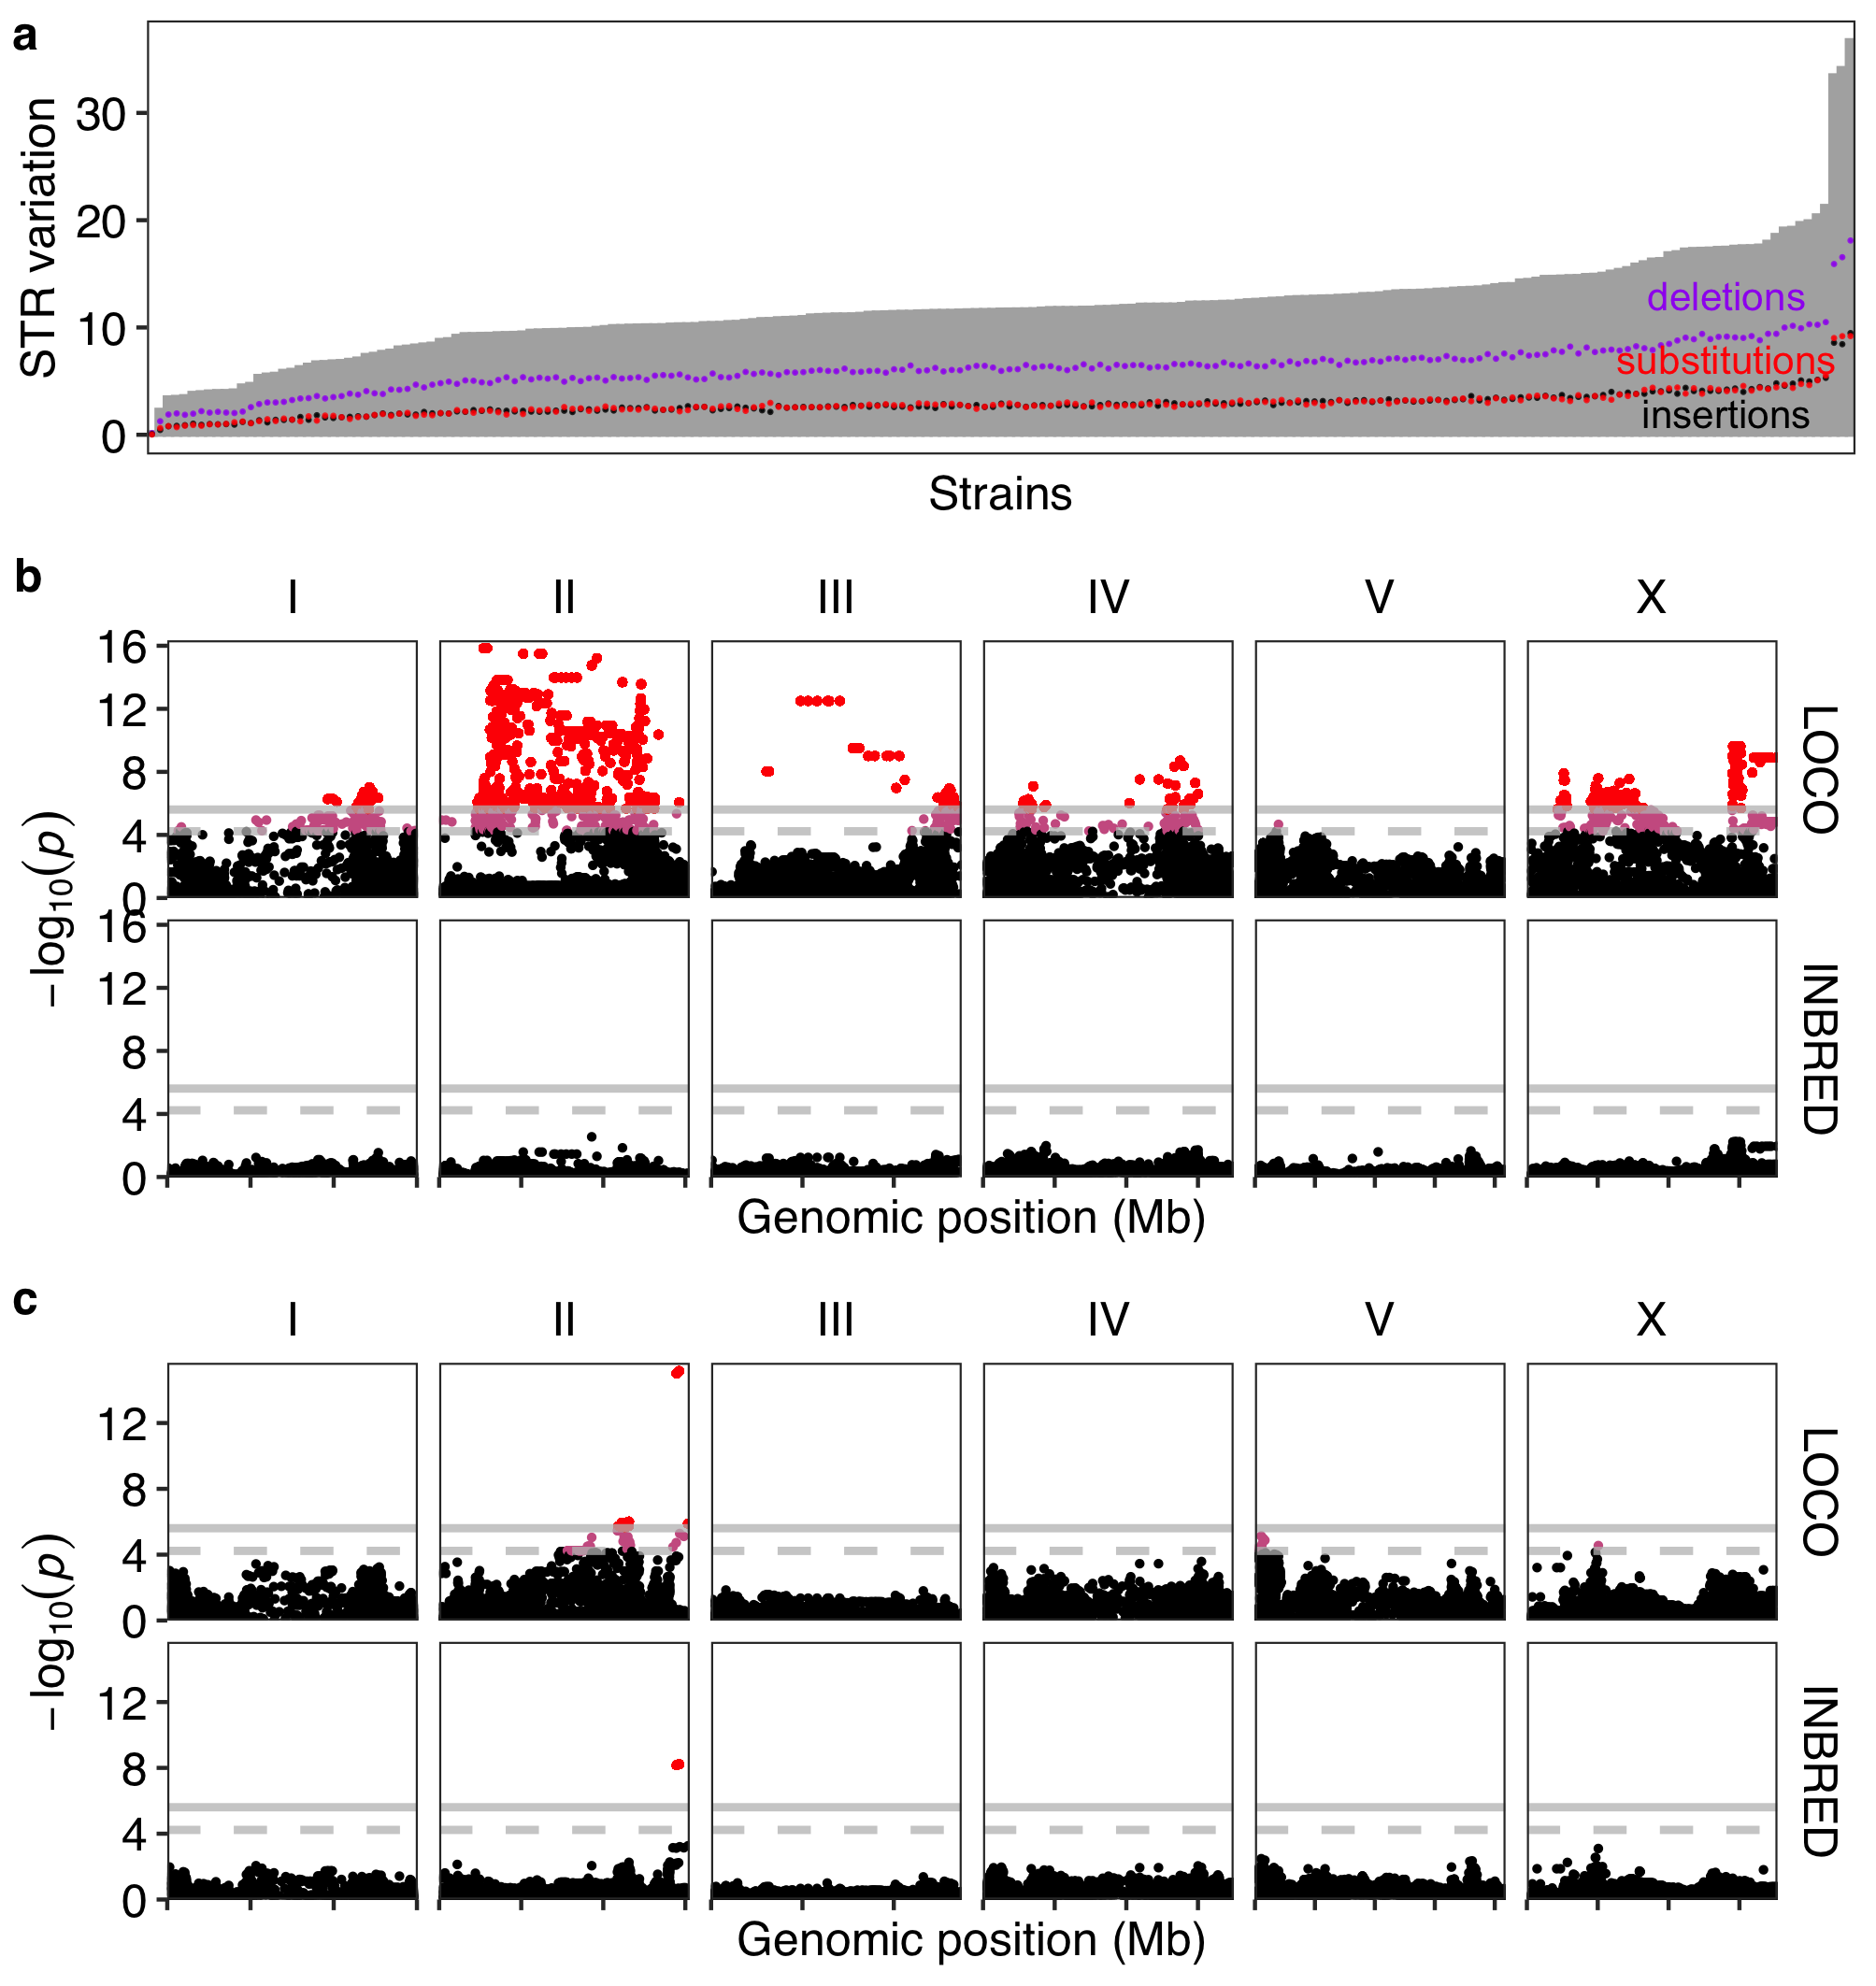 a
STR variation
30
20
10
0
deletions
substitutions
insertions
Strains
b
I II III IV V X
− log10(p)
16
12
8
4
0
LOCO
16
12
8
4
0
INBRED
Genomic position (Mb)
c
I II III IV V X
− log10(p)
12
8
4
0
LOCO
12
8
4
0
INBRED
Genomic position (Mb)